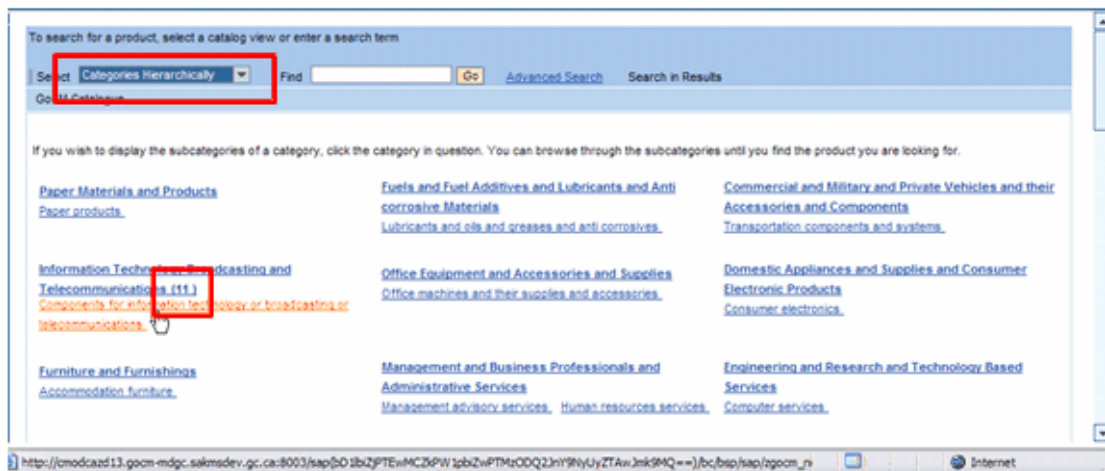 To search for a product, select a catalog view or enter a search term
Select Categories Hierarchically Find Go Advanced Search Search in Results
Catalogue
If you wish to display the subcategories of a category, click the category in question. You can browse through the subcategories until you find the product you are looking for.
Paper Materials and Products
Paper products
Fuels and Fuel Additives and Lubricants and Anti
corrosive Materials
Lubricants and oils and greases and anti corrosives
Commercial and Military and Private Vehicles and their
Accessories and Components
Transportation components and systems
Information Technology Broadcasting and
Telecommunications (11 )
Components for information technology or broadcasting or
telecommunications
Office Equipment and Accessories and Supplies
Office machines and their supplies and accessories
Domestic Appliances and Supplies and Consumer
Electronic Products
Consumer electronics
Furniture and Furnishings
Accommodation furniture
Management and Business Professionals and
Administrative Services
Management advisory services Human resources services
Engineering and Research and Technology Based
Services
Computer services
Internet